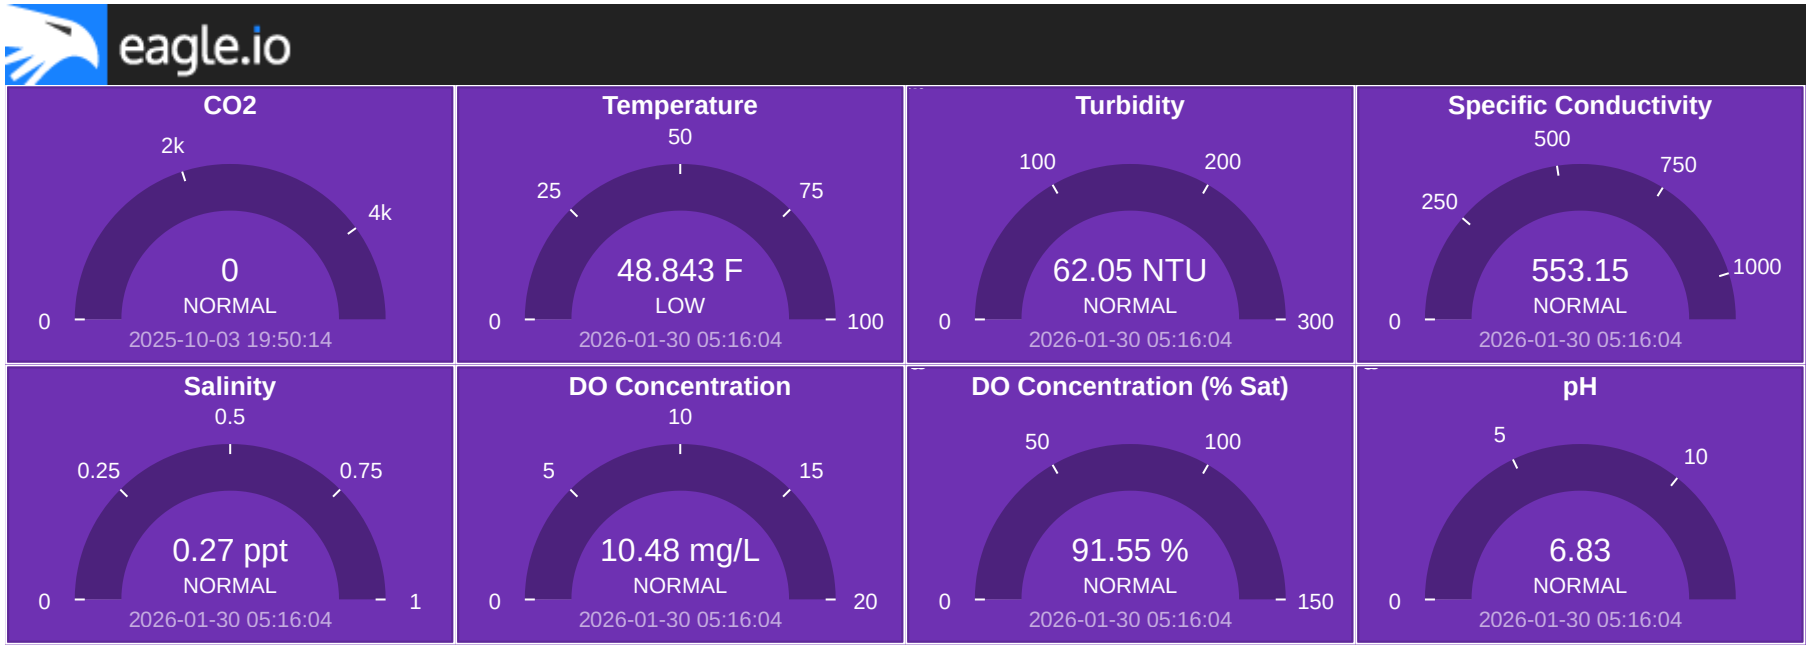 eagle.io
CO2
2k
4k
0
0
NORMAL
2025-10-03 19:50:14
Temperature
50
25
75
48.843 F
LOW
0
100
2026-01-30 05:16:04
Turbidity
100
200
62.05 NTU
NORMAL
0
300
2026-01-30 05:16:04
Specific Conductivity
500
750
250
1000
553.15
NORMAL
0
2026-01-30 05:16:04
Salinity
0.5
0.25
0.75
0.27 ppt
NORMAL
0
1
2026-01-30 05:16:04
DO Concentration
10
5
15
10.48 mg/L
NORMAL
0
20
2026-01-30 05:16:04
DO Concentration (% Sat)
50
100
91.55 %
NORMAL
0
150
2026-01-30 05:16:04
pH
5
10
6.83
NORMAL
0
2026-01-30 05:16:04